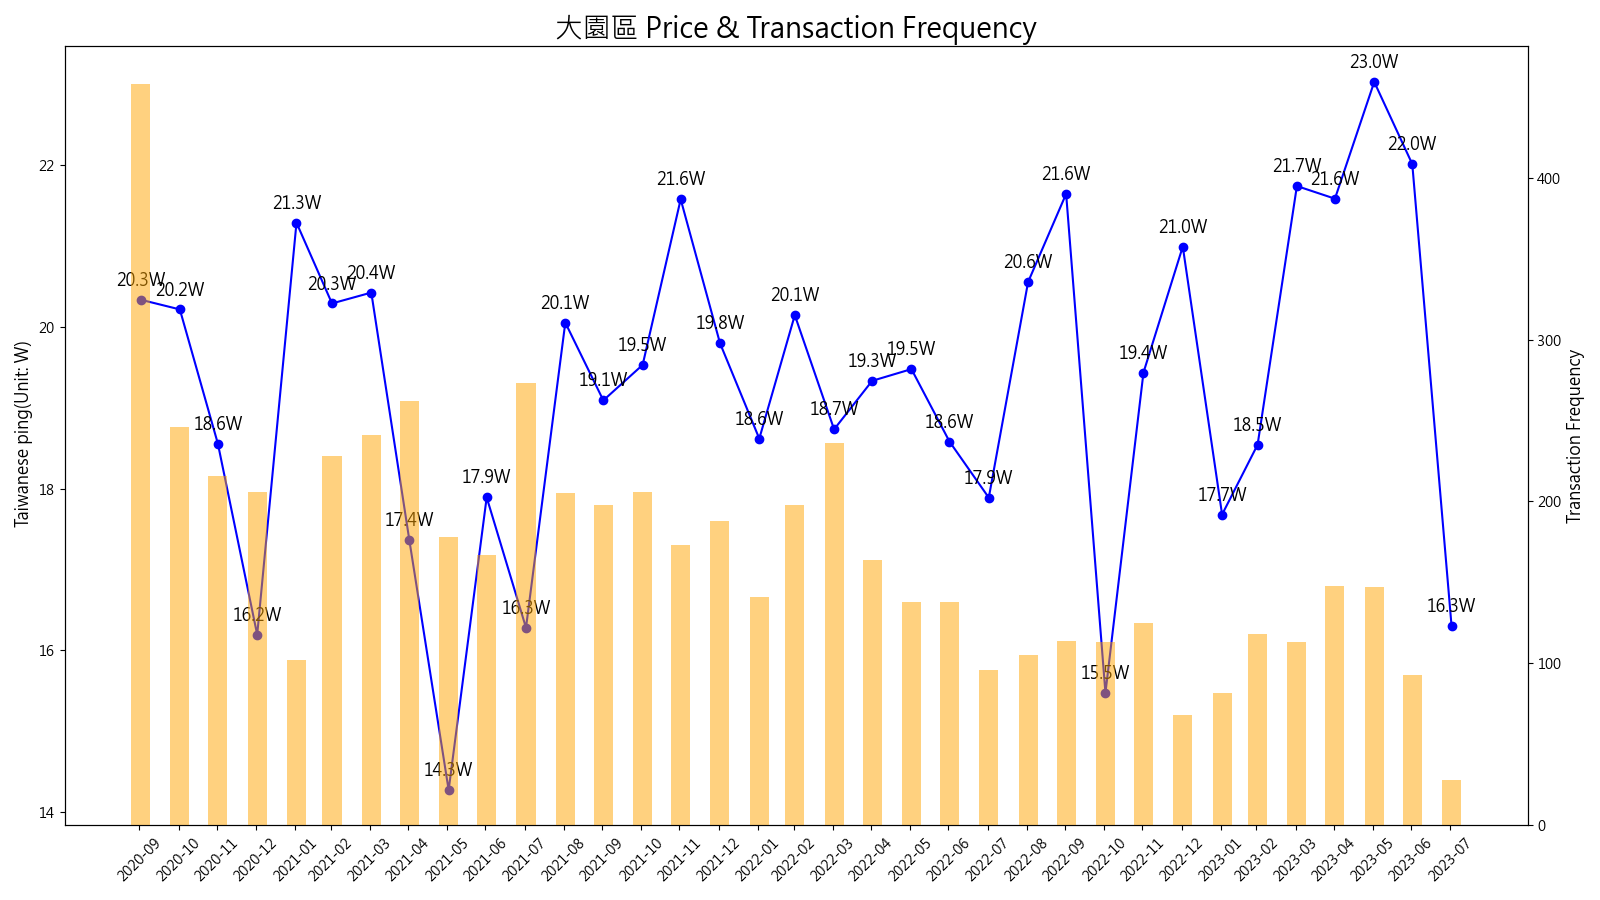 大園區 Price & Transaction Frequency
Taiwanese ping(Unit: W)
22
20
18
16
14
20.3W
20.2W
18.6W
16.2W
21.3W
20.3W
20.4W
17.4W
14.3W
17.9W
16.3W
20.1W
19.1W
19.5W
21.6W
19.8W
18.6W
20.1W
18.7W
19.3W
19.5W
18.6W
17.9W
20.6W
21.6W
15.5W
19.4W
21.0W
17.7W
18.5W
21.7W
21.6W
23.0W
22.0W
16.3W
400
300
200
100
0
Transaction Frequency
2020-09
2020-10
2020-11
2020-12
2021-01
2021-02
2021-03
2021-04
2021-05
2021-06
2021-07
2021-08
2021-09
2021-10
2021-11
2021-12
2022-01
2022-02
2022-03
2022-04
2022-05
2022-06
2022-07
2022-08
2022-09
2022-10
2022-11
2022-12
2023-01
2023-02
2023-03
2023-04
2023-05
2023-06
2023-07